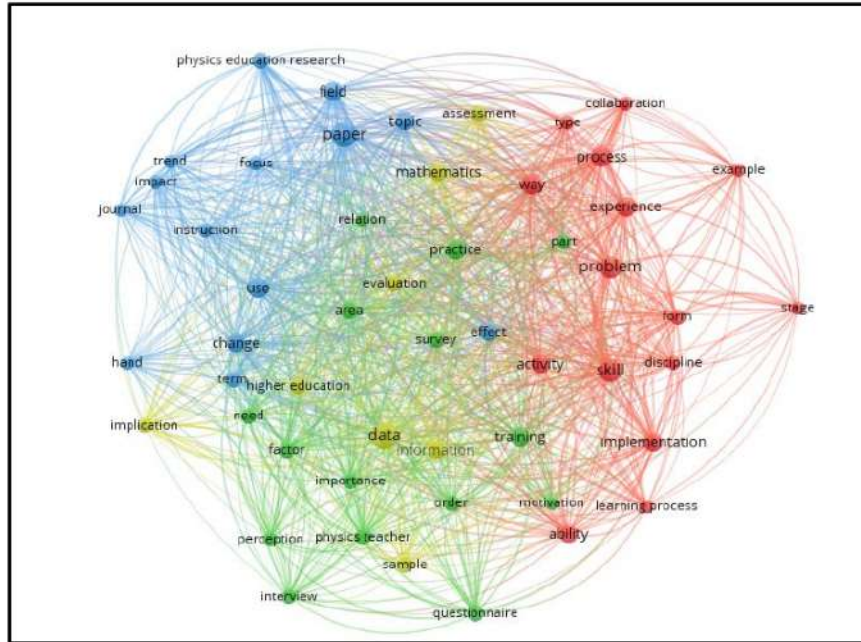 physics education research
field
collaboration
assessment
type
topic
paper
process
trend
focus
example
mathematics
impact
way
journal
experience
relation
instruction
practice
part
problem
evaluation
use
area
stage
form
effect
survey
change
hand
activity
discipline
skill
term
higher education
need
implication
data
training
implementation
factor
information
importance
order
motivation
learning process
perception
physics teacher
ability
sample
interview
questionnaire